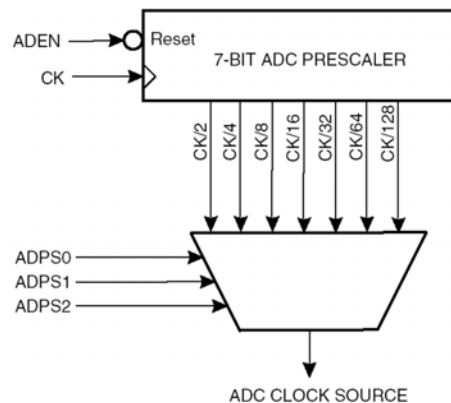 ADEN
Reset
7-BIT ADC PRESCALER
CK
CK/2
CK/4
CK/8
CK/16
CK/32
CK/64
CK/128
ADPS0
ADPS1
ADPS2
ADC CLOCK SOURCE